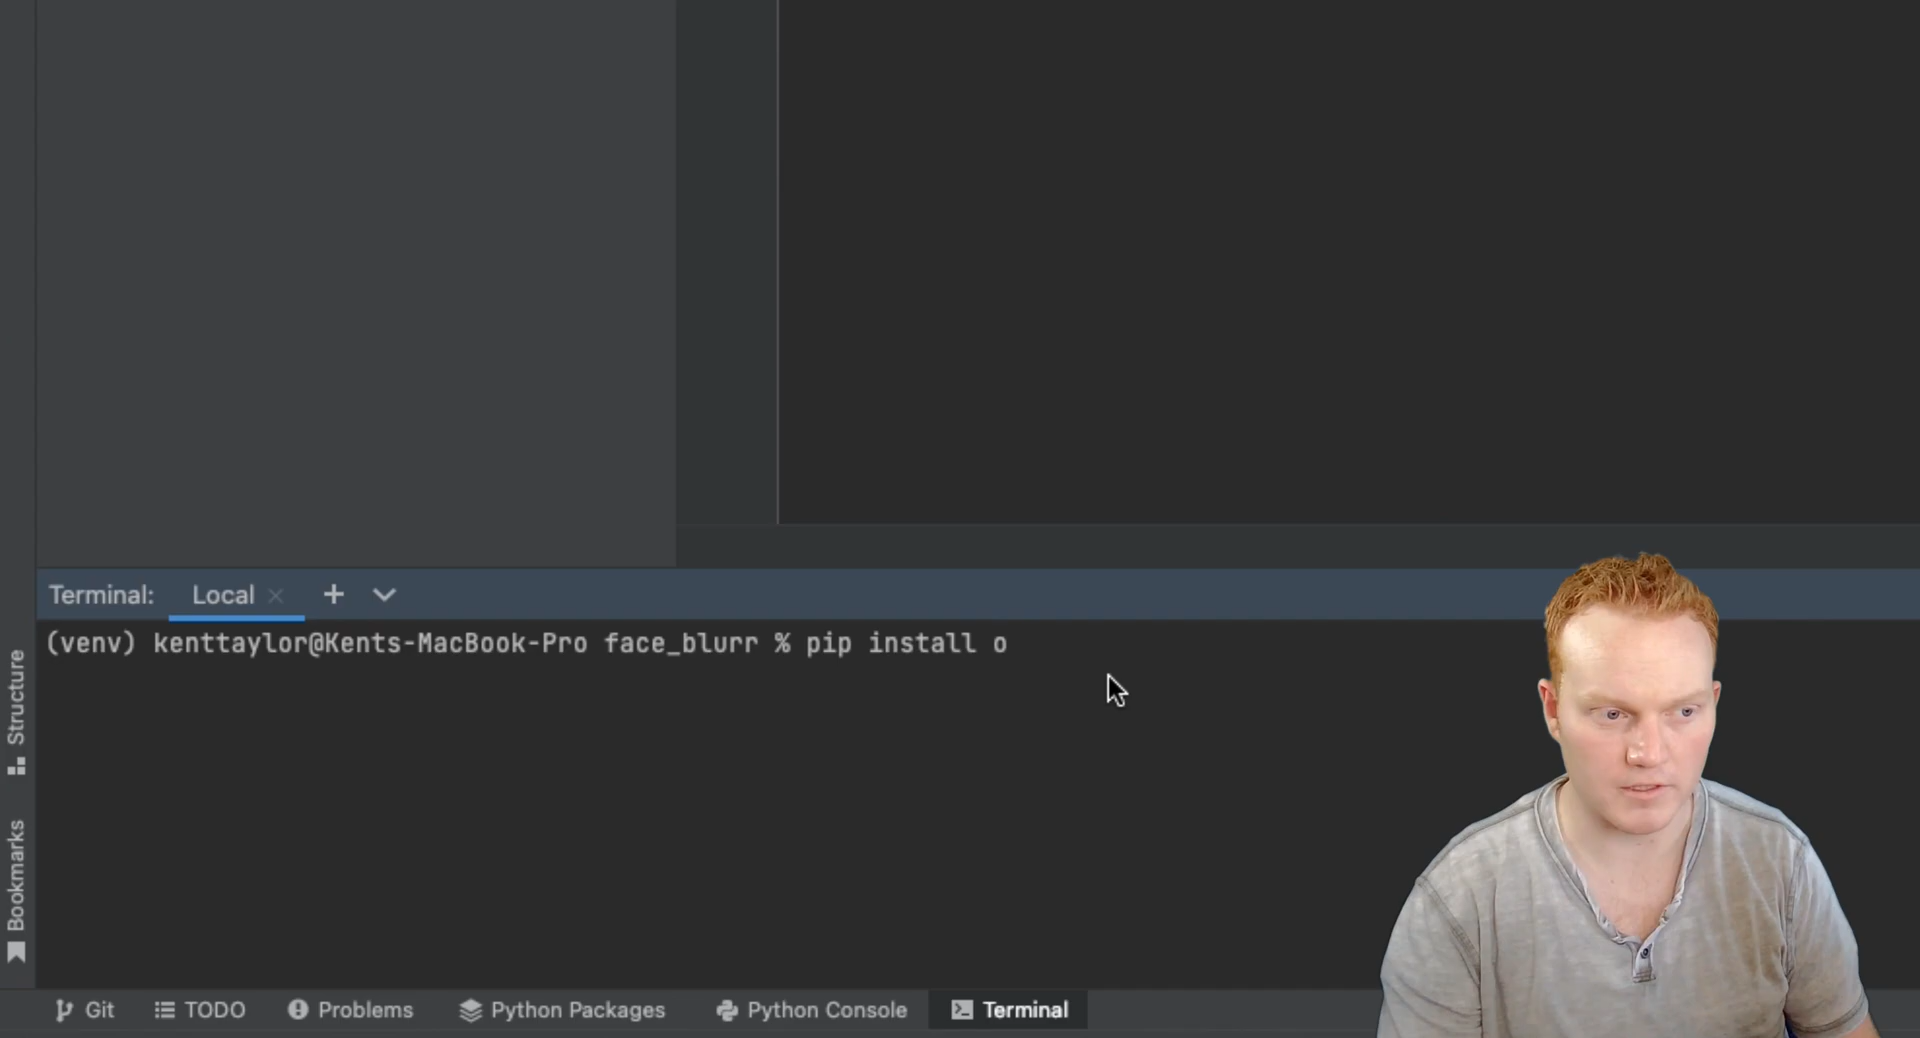 Terminal: Local × + 
(venv) kenttaylor@Kents-MacBook-Pro face_blurr % pip install o
Structure
Bookmarks
Git TODO Problems Python Packages Python Console Terminal